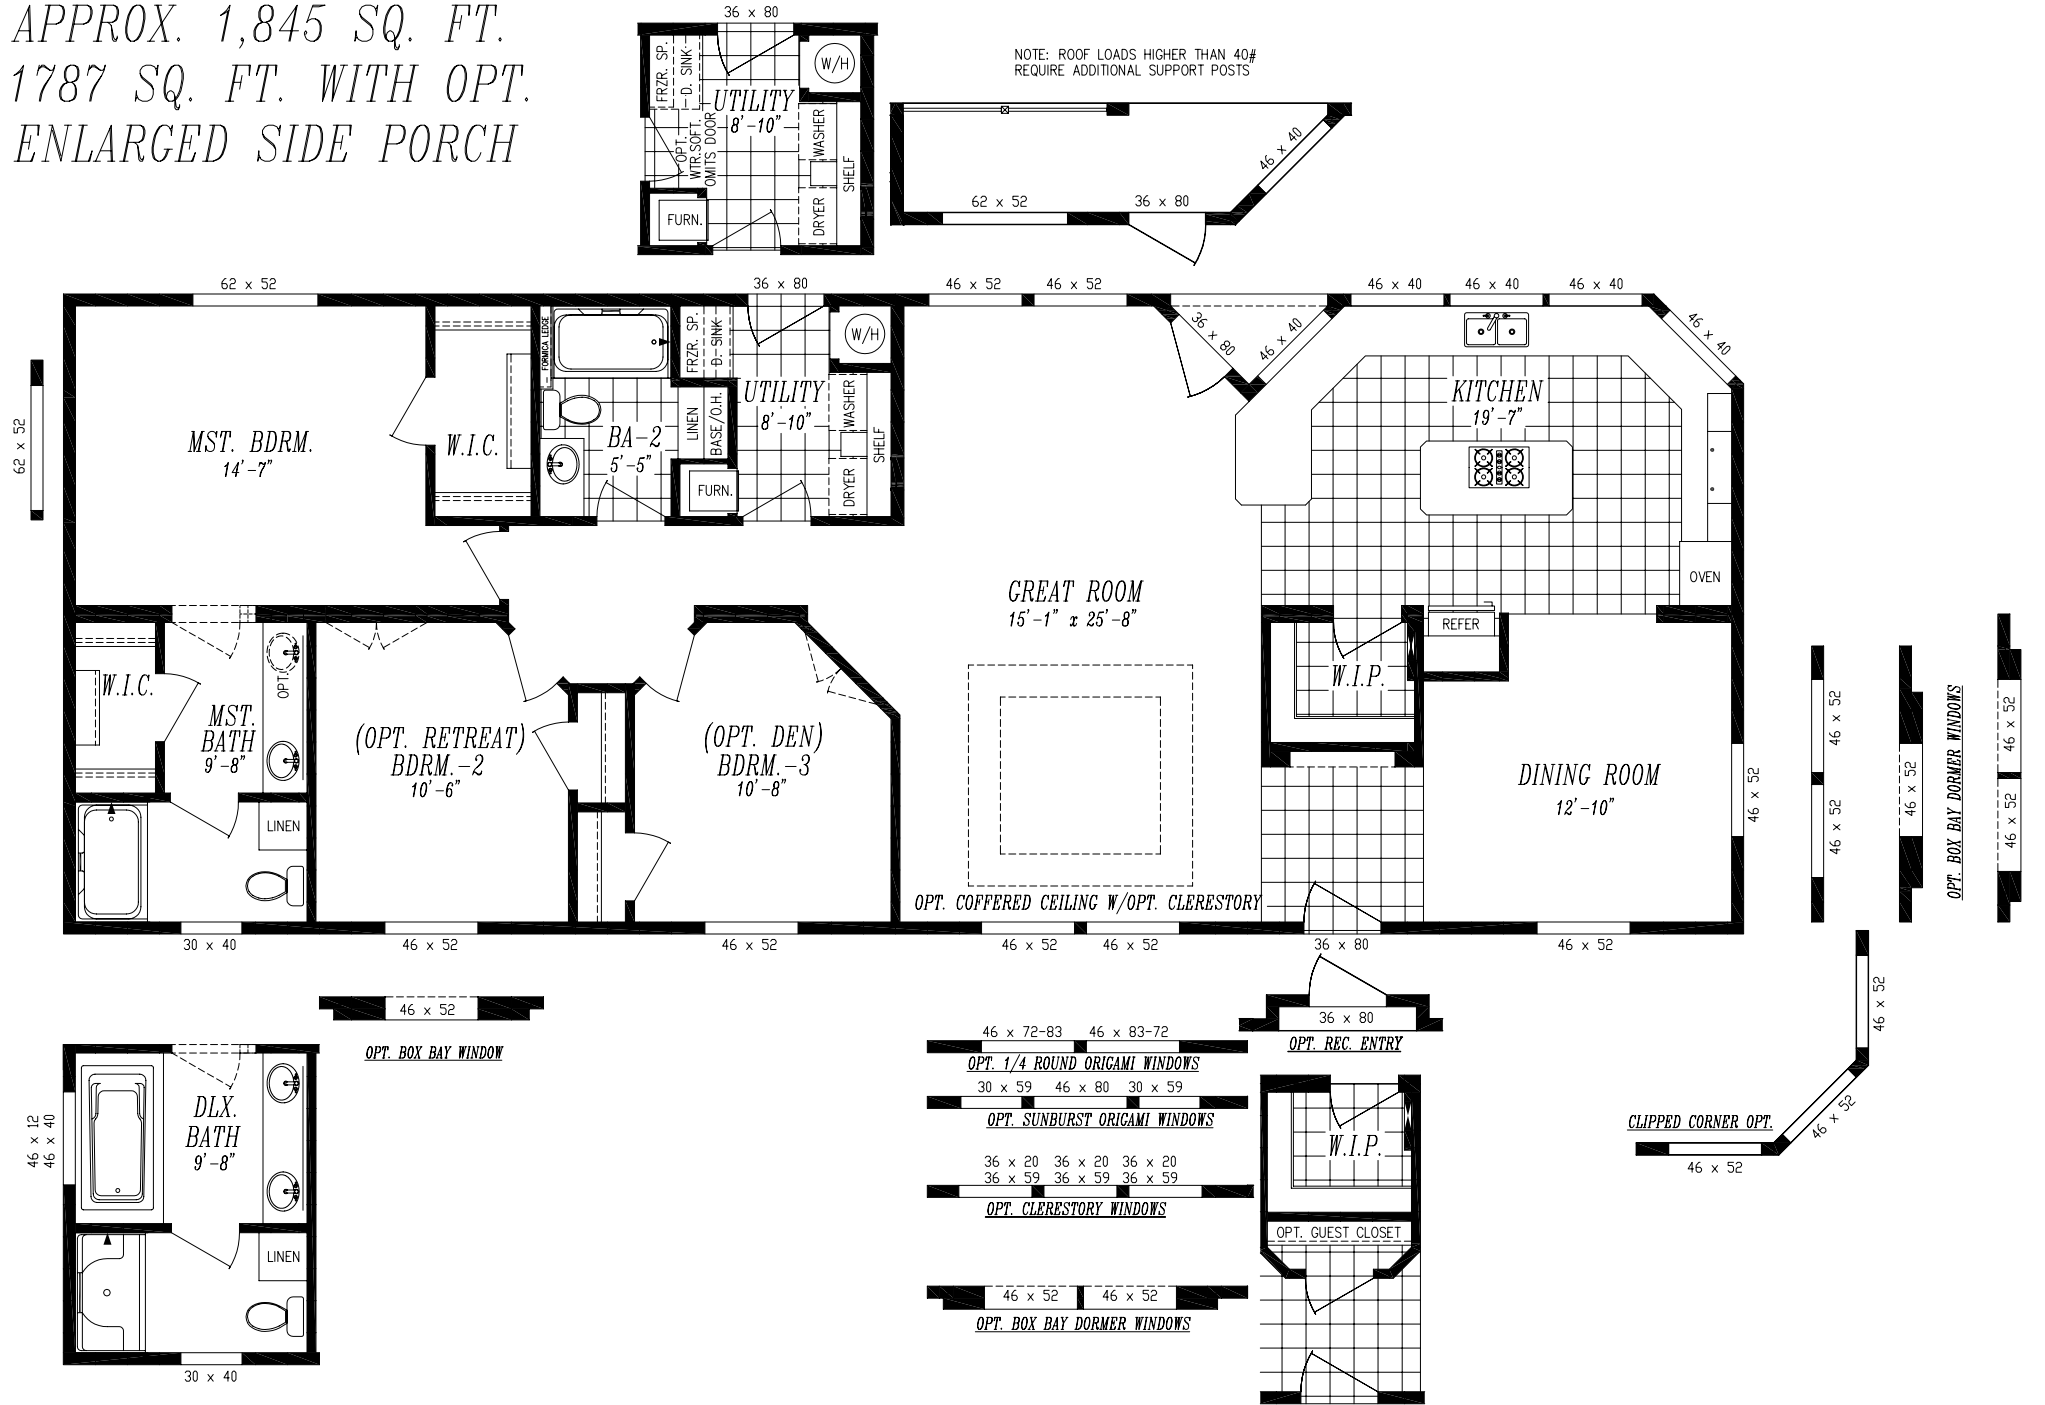 APPROX. 1,845 SQ. FT.
1787 SQ. FT. WITH OPT.
ENLARGED SIDE PORCH
36 x 80
FRZR. SP.
D. SINK
W/H
UTILITY
8'-10"
OPT.
WTR.SOFT.
OMITS DOOR
WASHER
SHELF
DRYER
FURN.
NOTE: ROOF LOADS HIGHER THAN 40#
REQUIRE ADDITIONAL SUPPORT POSTS
46 x 40
62 x 52
36 x 80
62 x 52
36 x 80
46 x 52
46 x 52
46 x 40
46 x 40
46 x 40
62 x 52
MST. BDRM.
14'-7"
W.I.C.
FORMICA LEDGE
BA-2
5'-5"
LINEN
BASE/O.H.
FRZR. SP.
D. SINK
W/H
UTILITY
8'-10"
WASHER
SHELF
DRYER
FURN.
36 x 80
46 x 40
46 x 40
KITCHEN
19'-7"
OVEN
GREAT ROOM
15'-1" x 25'-8"
REFER
W.I.P.
W.I.C.
OPT.
MST.
BATH
9'-8"
LINEN
(OPT. RETREAT)
BDRM.-2
10'-6"
(OPT. DEN)
BDRM.-3
10'-8"
DINING ROOM
12'-10"
46 x 52
OPT. COFFERED CEILING W/OPT. CLERESTORY
46 x 52
46 x 52
46 x 52
OPT. BOX BAY DORMER WINDOWS
46 x 52
46 x 52
30 x 40
46 x 52
46 x 52
46 x 52
46 x 52
36 x 80
46 x 52
46 x 52
OPT. BOX BAY WINDOW
36 x 80
OPT. REC. ENTRY
46 x 72-83
46 x 83-72
OPT. 1/4 ROUND ORIGAMI WINDOWS
30 x 59
46 x 80
30 x 59
OPT. SUNBURST ORIGAMI WINDOWS
36 x 20
36 x 20
36 x 20
36 x 59
36 x 59
36 x 59
OPT. CLERESTORY WINDOWS
46 x 52
46 x 52
OPT. BOX BAY DORMER WINDOWS
W.I.P.
OPT. GUEST CLOSET
46 x 52
46 x 52
CLIPPED CORNER OPT.
46 x 52
46 x 12
46 x 40
DLX.
BATH
9'-8"
LINEN
30 x 40